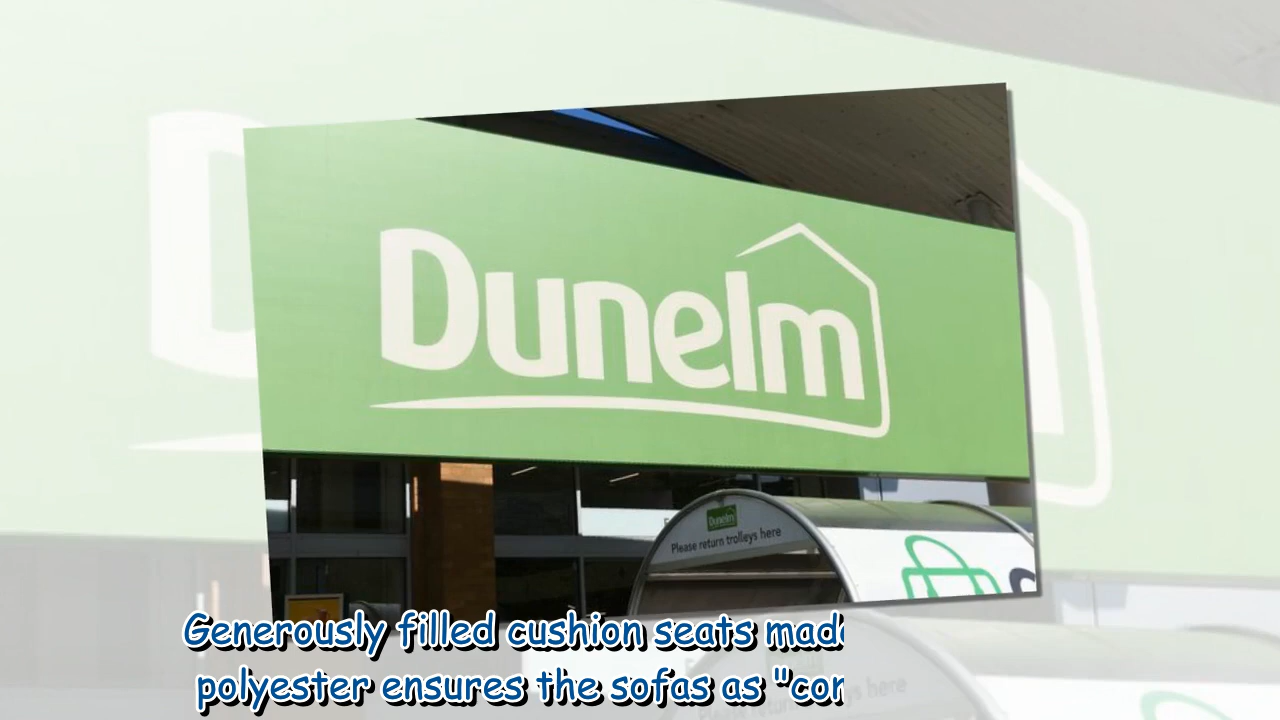 Dunelm
Dunelm
Please return trolleys here
Generously filled cushion seats made
polyester ensures the sofas as "co